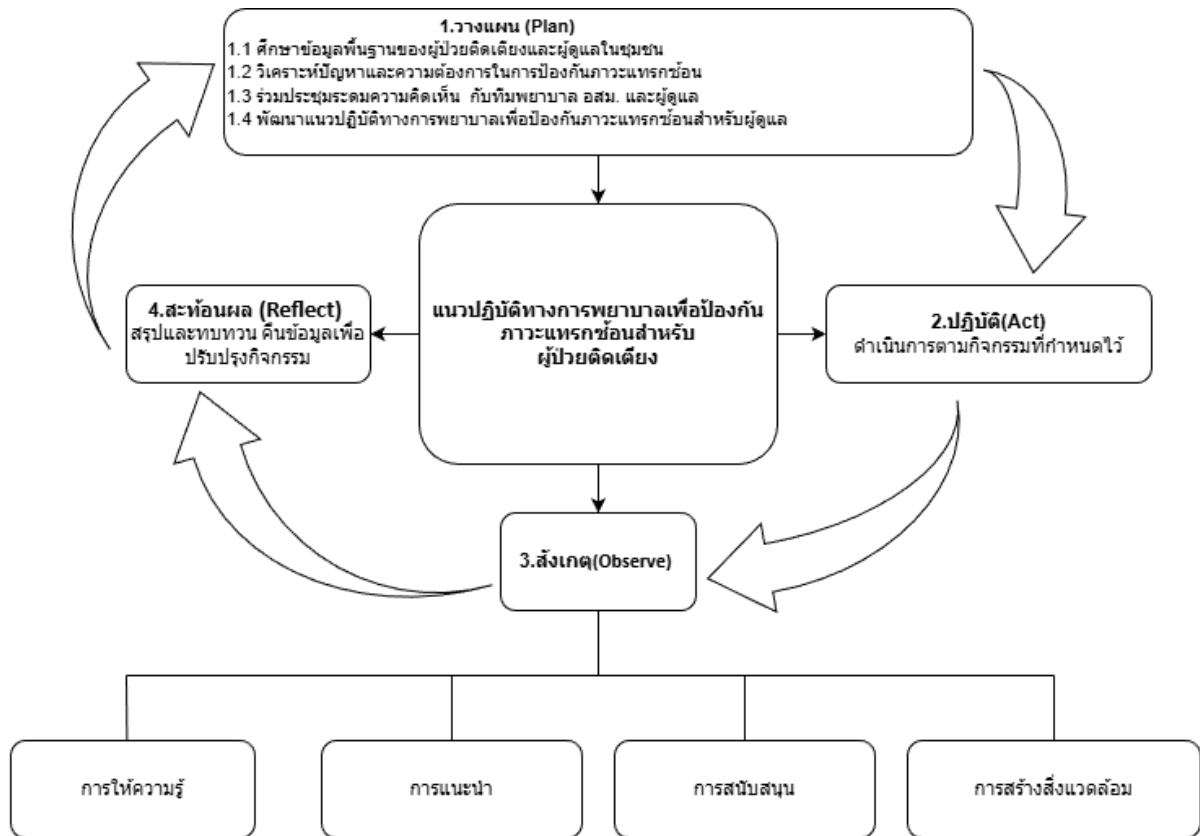 1.วางแผน (Plan)
1.1 ศึกษาข้อมูลพื้นฐานของผู้ป่วยติดเตียงและผู้ดูแลในชุมชน
1.2 วิเคราะห์ปัญหาและความต้องการในการป้องกันภาวะแทรกซ้อน
1.3 ร่วมประชุมระดมความคิดเห็น กับทีมพยาบาล อสม. และผู้ดูแล
1.4 พัฒนาแนวปฏิบัติทางการพยาบาลเพื่อป้องกันภาวะแทรกซ้อนสำหรับผู้ดูแล
แนวปฏิบัติทางการพยาบาลเพื่อป้องกัน
ภาวะแทรกซ้อนสำหรับ
ผู้ป่วยติดเตียง
2.ปฏิบัติ(Act)
ดำเนินการตามกิจกรรมที่กำหนดไว้
3.สังเกตุ(Observe)
4.สะท้อนผล (Reflect)
สรุปและทบทวน คืนข้อมูลเพื่อ
ปรับปรุงกิจกรรม
การให้ความรู้
การแนะนำ
การสนับสนุน
การสร้างสิ่งแวดล้อม